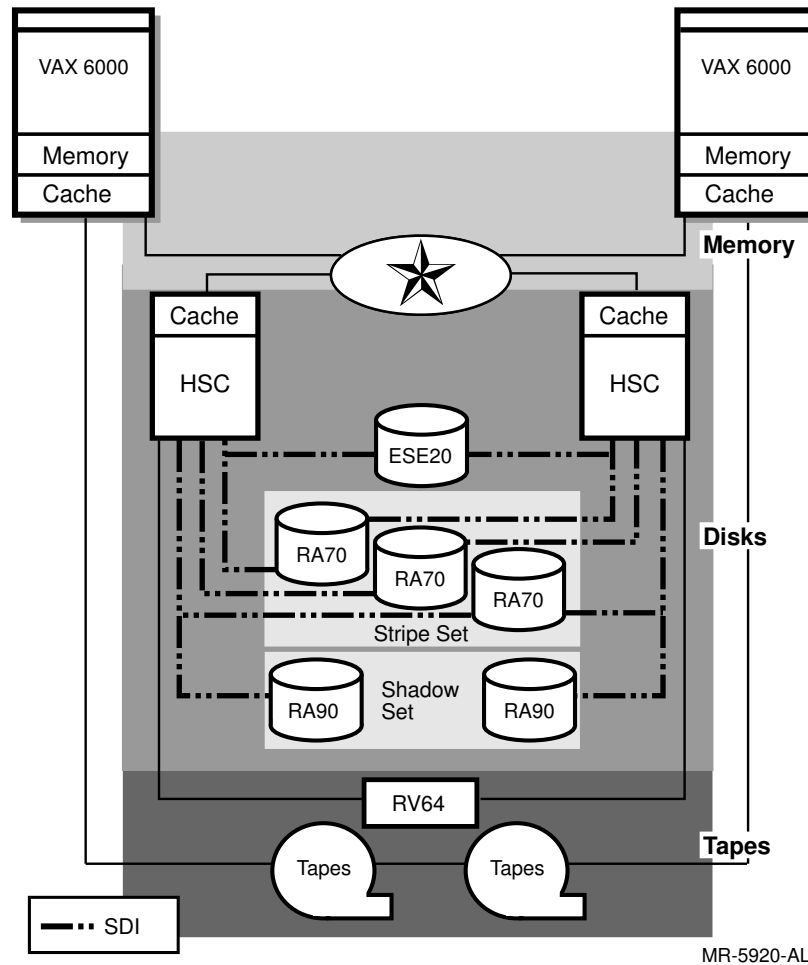 VAX 6000
VAX 6000
Memory
Memory
Cache
Cache
Memory
Cache
Cache
HSC
HSC
ESE20
RA70
Disks
RA70
RA70
Stripe Set
Shadow
Set
RA90
RA90
RV64
Tapes
Tapes
Tapes
SDI
MR-5920-AL